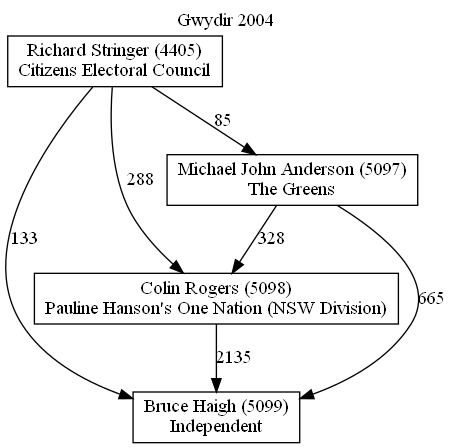 Gwydir 2004
Richard Stringer (4405)
Citizens Electoral Council
85
Michael John Anderson (5097)
The Greens
288
133
328
Colin Rogers (5098)
Pauline Hanson's One Nation (NSW Division)
665
2135
Bruce Haigh (5099)
Independent